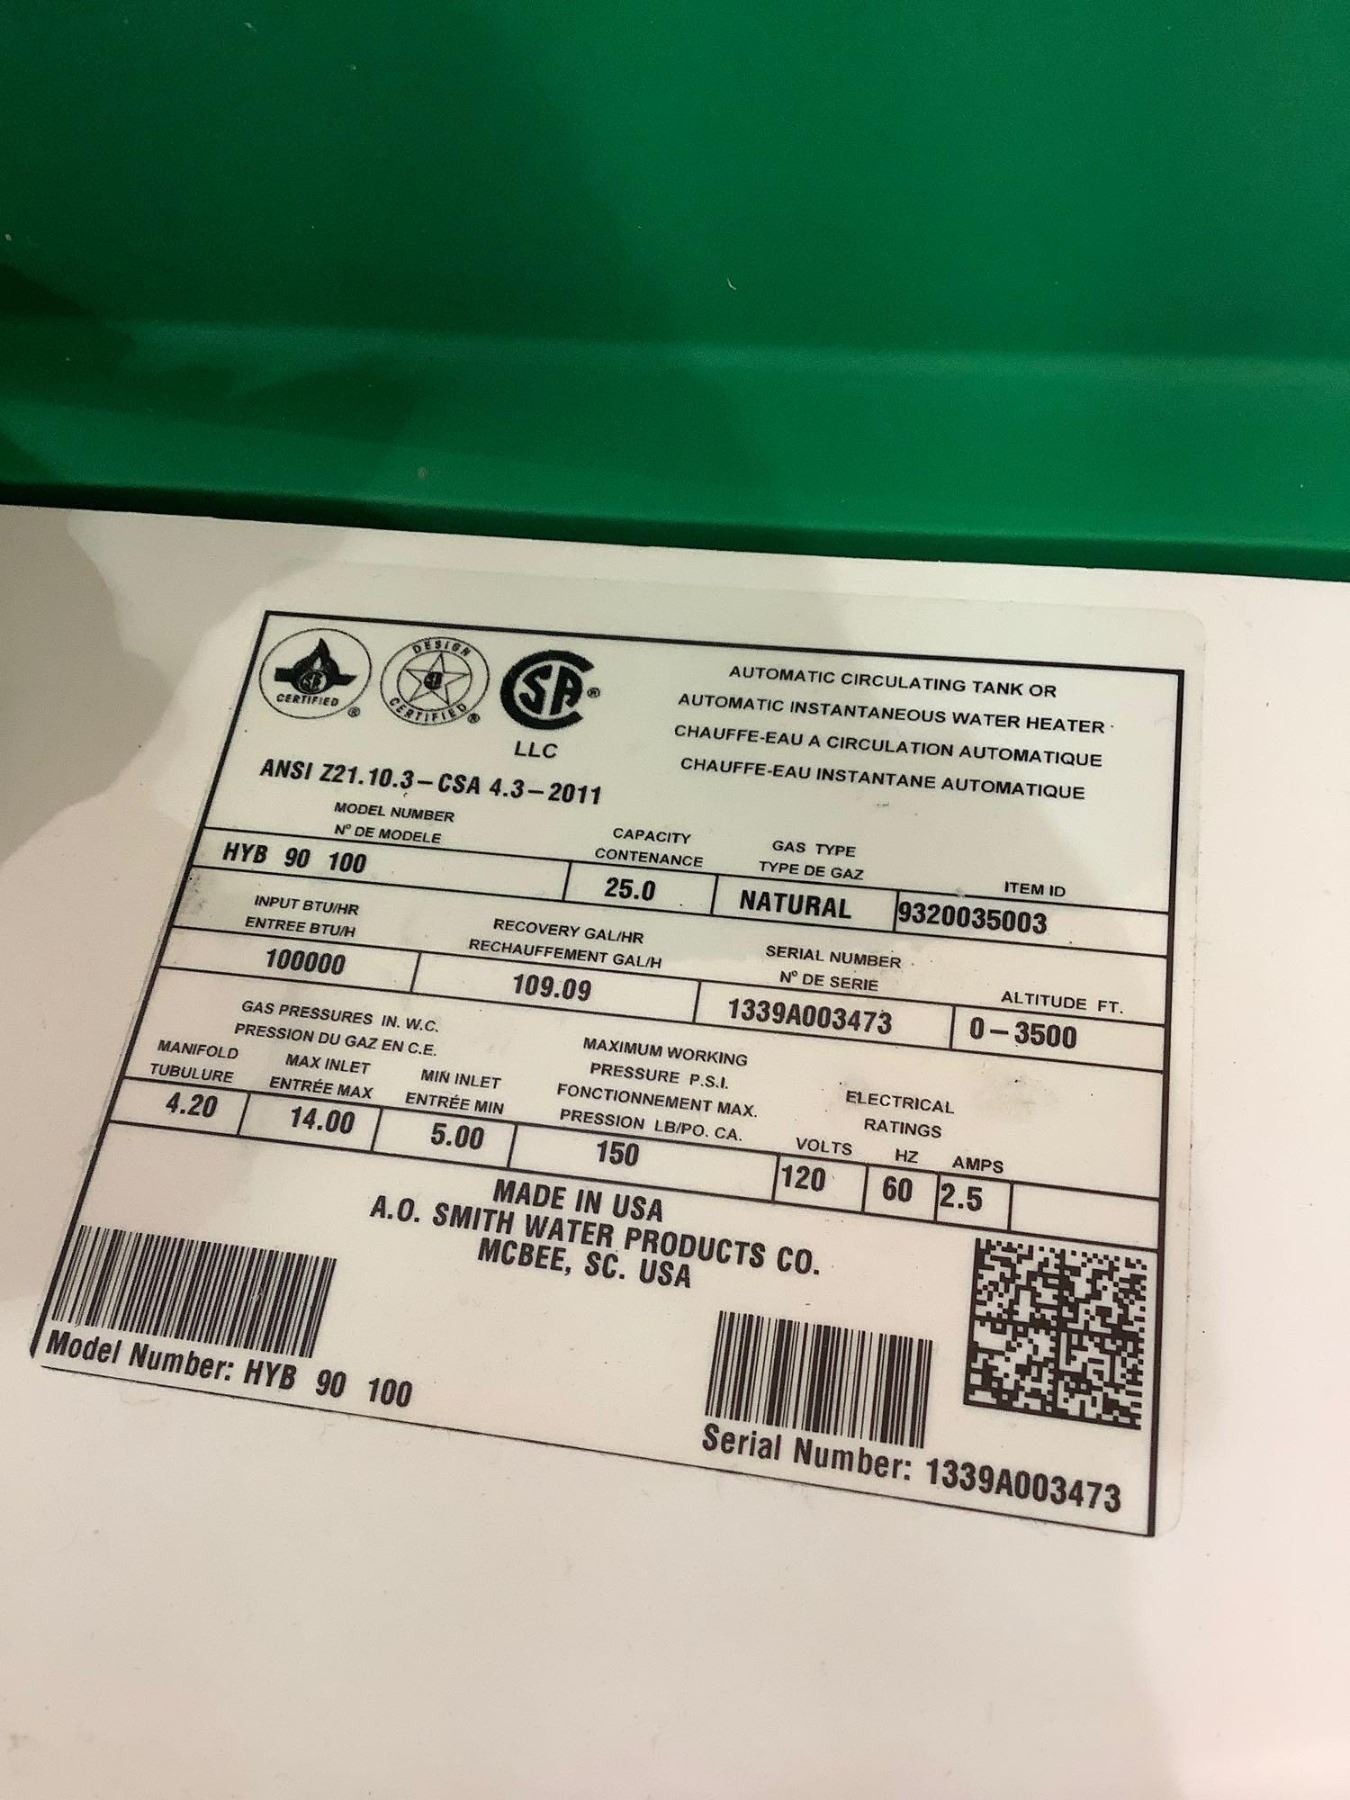 DESIGN
CERTIFIED ® CERTIFIED ® SA ®
LLC
AUTOMATIC CIRCULATING TANK OR
AUTOMATIC INSTANTANEOUS WATER HEATER
CHAUFFE-EAU A CIRCULATION AUTOMATIQUE
CHAUFFE-EAU INSTANTANE AUTOMATIQUE
ANSI Z21.10.3-CSA 4.3-2011
MODEL NUMBER
N° DE MODELE
CAPACITY
CONTENANCE
GAS TYPE
TYPE DE GAZ
ITEM ID
HYB 90 100 25.0 NATURAL 9320035003
INPUT BTU/HR
ENTREE BTU/H
RECOVERY GAL/HR
RECHAUFFEMENT GAL/H
SERIAL NUMBER
N° DE SERIE
ALTITUDE FT.
100000 109.09 1339A003473 0-3500
GAS PRESSURES IN. W.C.
PRESSION DU GAZ EN C.E.
MANIFOLD
TUBULURE
MAX INLET
ENTRÉE MAX
MIN INLET
ENTRÉE MIN
MAXIMUM WORKING
PRESSURE P.S.I.
FONCTIONNEMENT MAX.
PRESSION LB/PO. CA.
ELECTRICAL
RATINGS
VOLTS HZ AMPS
4.20 14.00 5.00 150 120 60 2.5
MADE IN USA
A.O. SMITH WATER PRODUCTS CO.
MCBEE, SC. USA
Model Number: HYB 90 100
Serial Number: 1339A003473